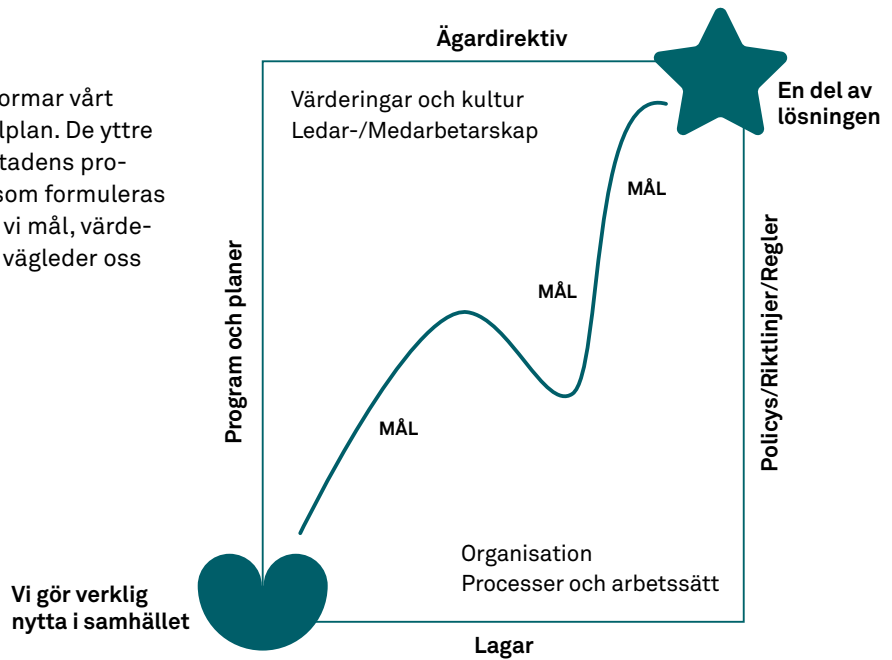 ormar vårt
lplan. De yttre
tadens pro-
som formuleras
vi mål, värde-
vägleder oss
Ägardirektiv
En del av
lösningen
Värderingar och kultur
Ledar-/Medarbetarskap
MÅL
MÅL
MÅL
Program och planer
Policys/Riktlinjer/Regler
Organisation
Processer och arbetssätt
Vi gör verklig
nytta i samhället
Lagar